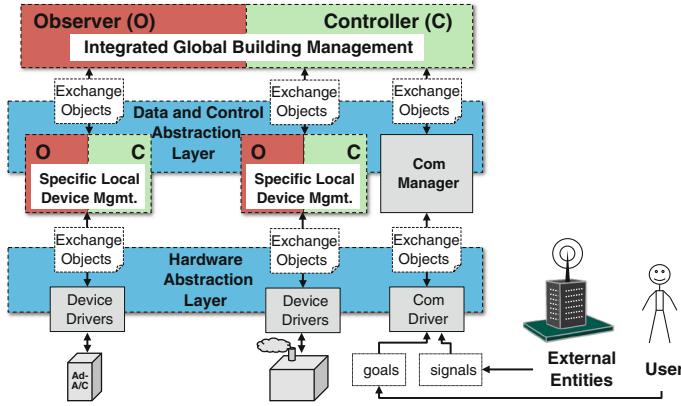 Observer (O) Controller (C)
Integrated Global Building Management
Exchange Objects
Exchange Objects
Exchange Objects
Data and Control
Abstraction
Layer
O C
Specific Local
Device Mgmt.
O C
Specific Local
Device Mgmt.
Com
Manager
Exchange
Objects
Exchange
Objects
Exchange
Objects
Hardware
Abstraction
Layer
Device
Drivers
Device
Drivers
Com
Driver
Ad-
A/C
goals
signals
External
Entities
User